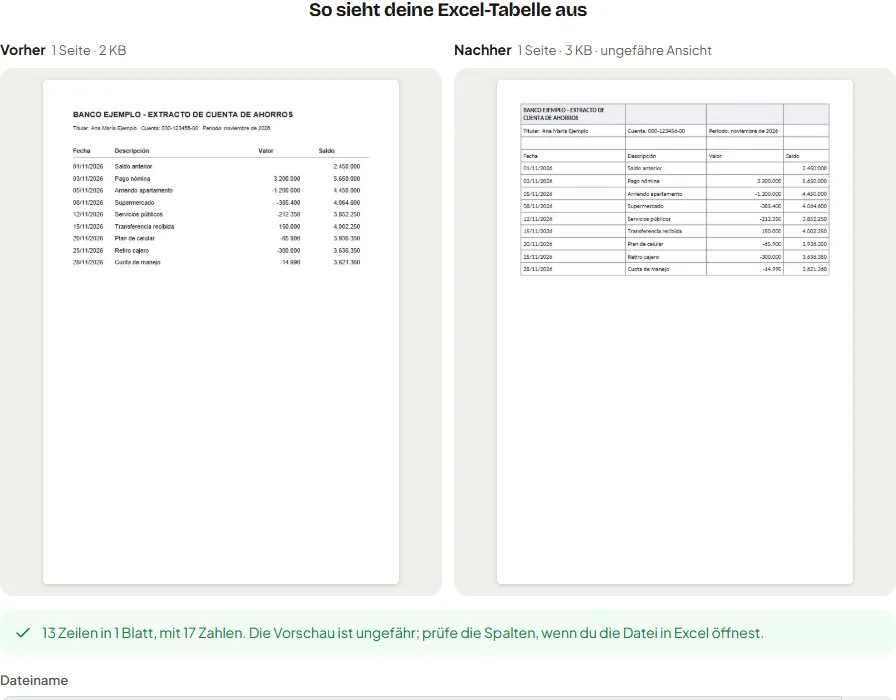 So sieht deine Excel-Tabelle aus
Vorher 1 Seite · 2 KB
BANCO EJEMPLO - EXTRACTO DE CUENTA DE AHORROS
Titular: Ana María Ejemplo Cuenta: 000-123456-00 Periodo: noviembre de 2026
Fecha Descripción Valor Saldo
01/11/2026 Saldo anterior 2.450.000
03/11/2026 Pago nómina 3.200.000 5.650.000
05/11/2026 Arriendo apartamento -1.200.000 4.450.000
08/11/2026 Supermercado -385.400 4.064.600
12/11/2026 Servicios públicos -212.350 3.852.250
15/11/2026 Transferencia recibida 150.000 4.002.250
20/11/2026 Plan de celular -65.900 3.936.350
25/11/2026 Retiro cajero -300.000 3.636.350
28/11/2026 Cuota de manejo -14.990 3.621.360
Nachher 1 Seite · 3 KB · ungefähre Ansicht
BANCO EJEMPLO - EXTRACTO DE
CUENTA DE AHORROS
Titular: Ana María Ejemplo Cuenta: 000-123456-00 Periodo: noviembre de 2026
Fecha Descripción Valor Saldo
01/11/2026 Saldo anterior 2.450.000
03/11/2026 Pago nómina 3.200.000 5.650.000
05/11/2026 Arriendo apartamento -1.200.000 4.450.000
08/11/2026 Supermercado -385.400 4.064.600
12/11/2026 Servicios públicos -212.350 3.852.250
15/11/2026 Transferencia recibida 150.000 4.002.250
20/11/2026 Plan de celular -65.900 3.936.350
25/11/2026 Retiro cajero -300.000 3.636.350
28/11/2026 Cuota de manejo -14.990 3.621.360
13 Zeilen in 1 Blatt, mit 17 Zahlen. Die Vorschau ist ungefähr; prüfe die Spalten, wenn du die Datei in Excel öffnest.
Dateiname